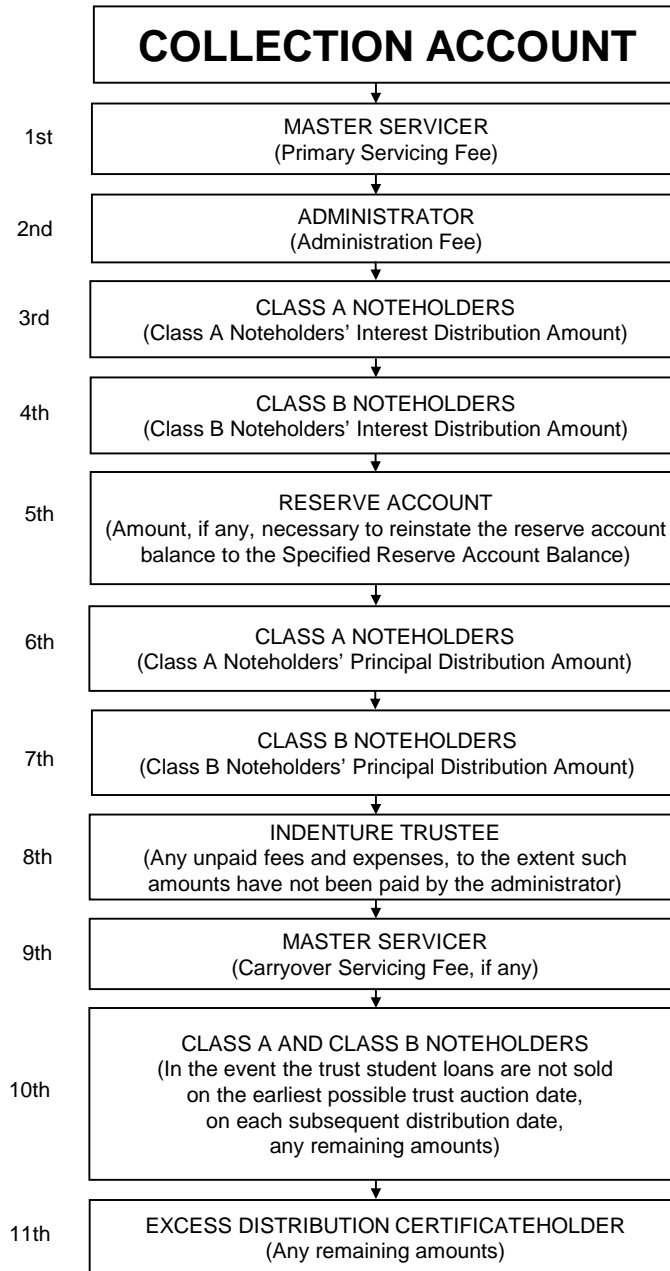 COLLECTION ACCOUNT
1st
MASTER SERVICER
(Primary Servicing Fee)
2nd
ADMINISTRATOR
(Administration Fee)
3rd
CLASS A NOTEHOLDERS
(Class A Noteholders’ Interest Distribution Amount)
4th
CLASS B NOTEHOLDERS
(Class B Noteholders’ Interest Distribution Amount)
5th
RESERVE ACCOUNT
(Amount, if any, necessary to reinstate the reserve account
balance to the Specified Reserve Account Balance)
6th
CLASS A NOTEHOLDERS
(Class A Noteholders’ Principal Distribution Amount)
7th
CLASS B NOTEHOLDERS
(Class B Noteholders’ Principal Distribution Amount)
8th
INDENTURE TRUSTEE
(Any unpaid fees and expenses, to the extent such
amounts have not been paid by the administrator)
9th
MASTER SERVICER
(Carryover Servicing Fee, if any)
10th
CLASS A AND CLASS B NOTEHOLDERS
(In the event the trust student loans are not sold
on the earliest possible trust auction date,
on each subsequent distribution date,
any remaining amounts)
11th
EXCESS DISTRIBUTION CERTIFICATEHOLDER
(Any remaining amounts)